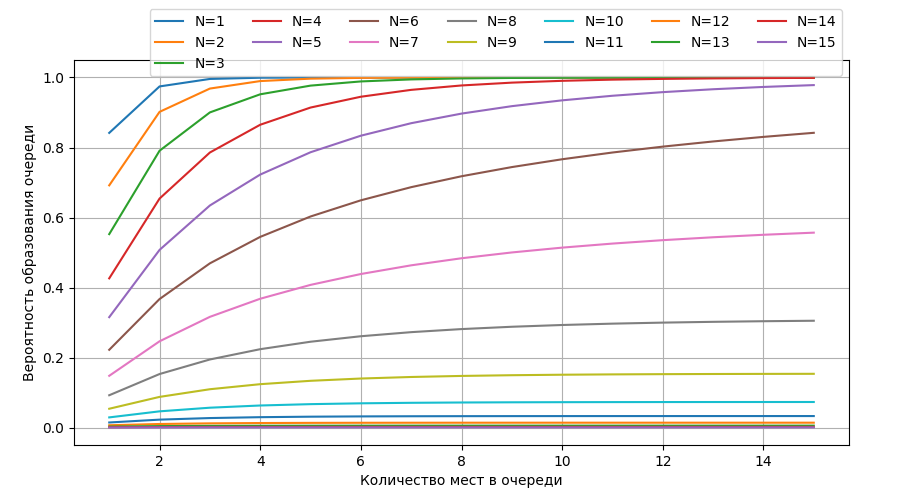 N=1 N=4 N=6 N=8 N=10 N=12 N=14
N=2 N=5 N=7 N=9 N=11 N=13 N=15
N=3
1.0
0.8
0.6
0.4
0.2
0.0
Вероятность образования очереди
2 4 6 8 10 12 14
Количество мест в очереди